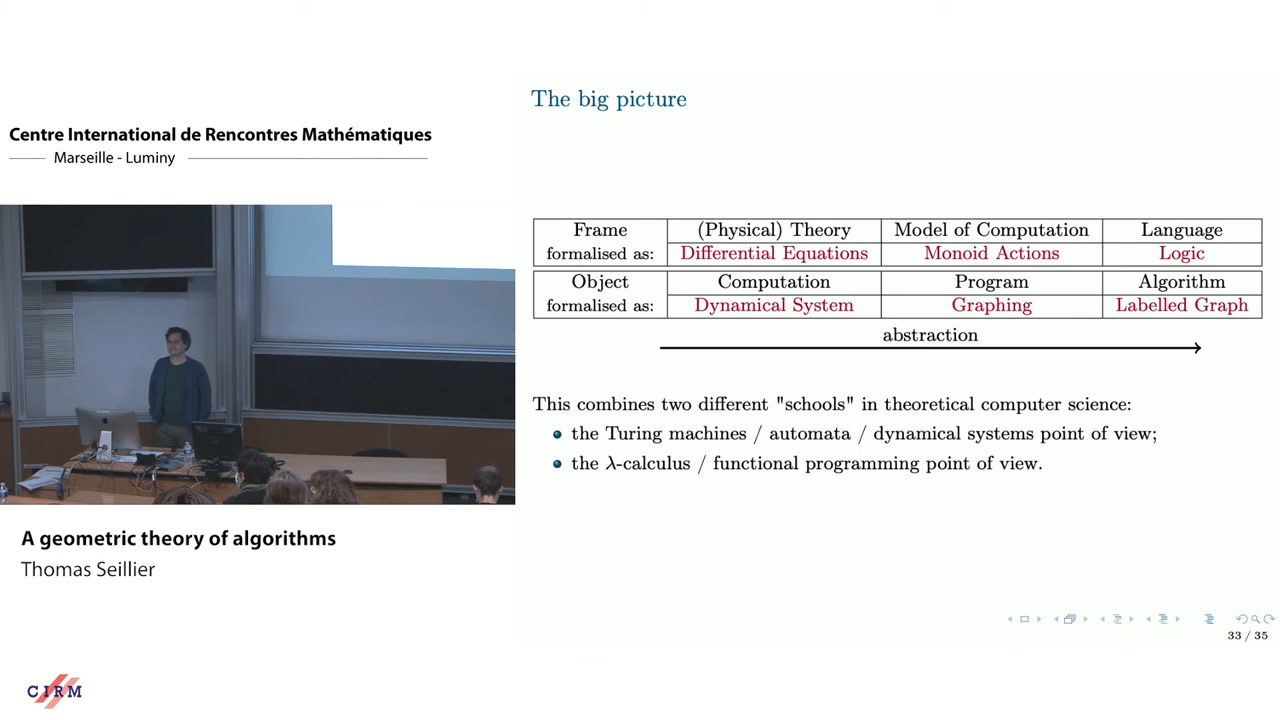 Centre International de Rencontres Mathématiques
Marseille - Luminy
A geometric theory of algorithms
Thomas Seillier
CIRM
The big picture
Frame (Physical) Theory Model of Computation Language
formalised as: Differential Equations Monoid Actions Logic
Object Computation Program Algorithm
formalised as: Dynamical System Graphing Labelled Graph
abstraction
This combines two different "schools" in theoretical computer science:
the Turing machines / automata / dynamical systems point of view;
the λ-calculus / functional programming point of view.
33 / 35